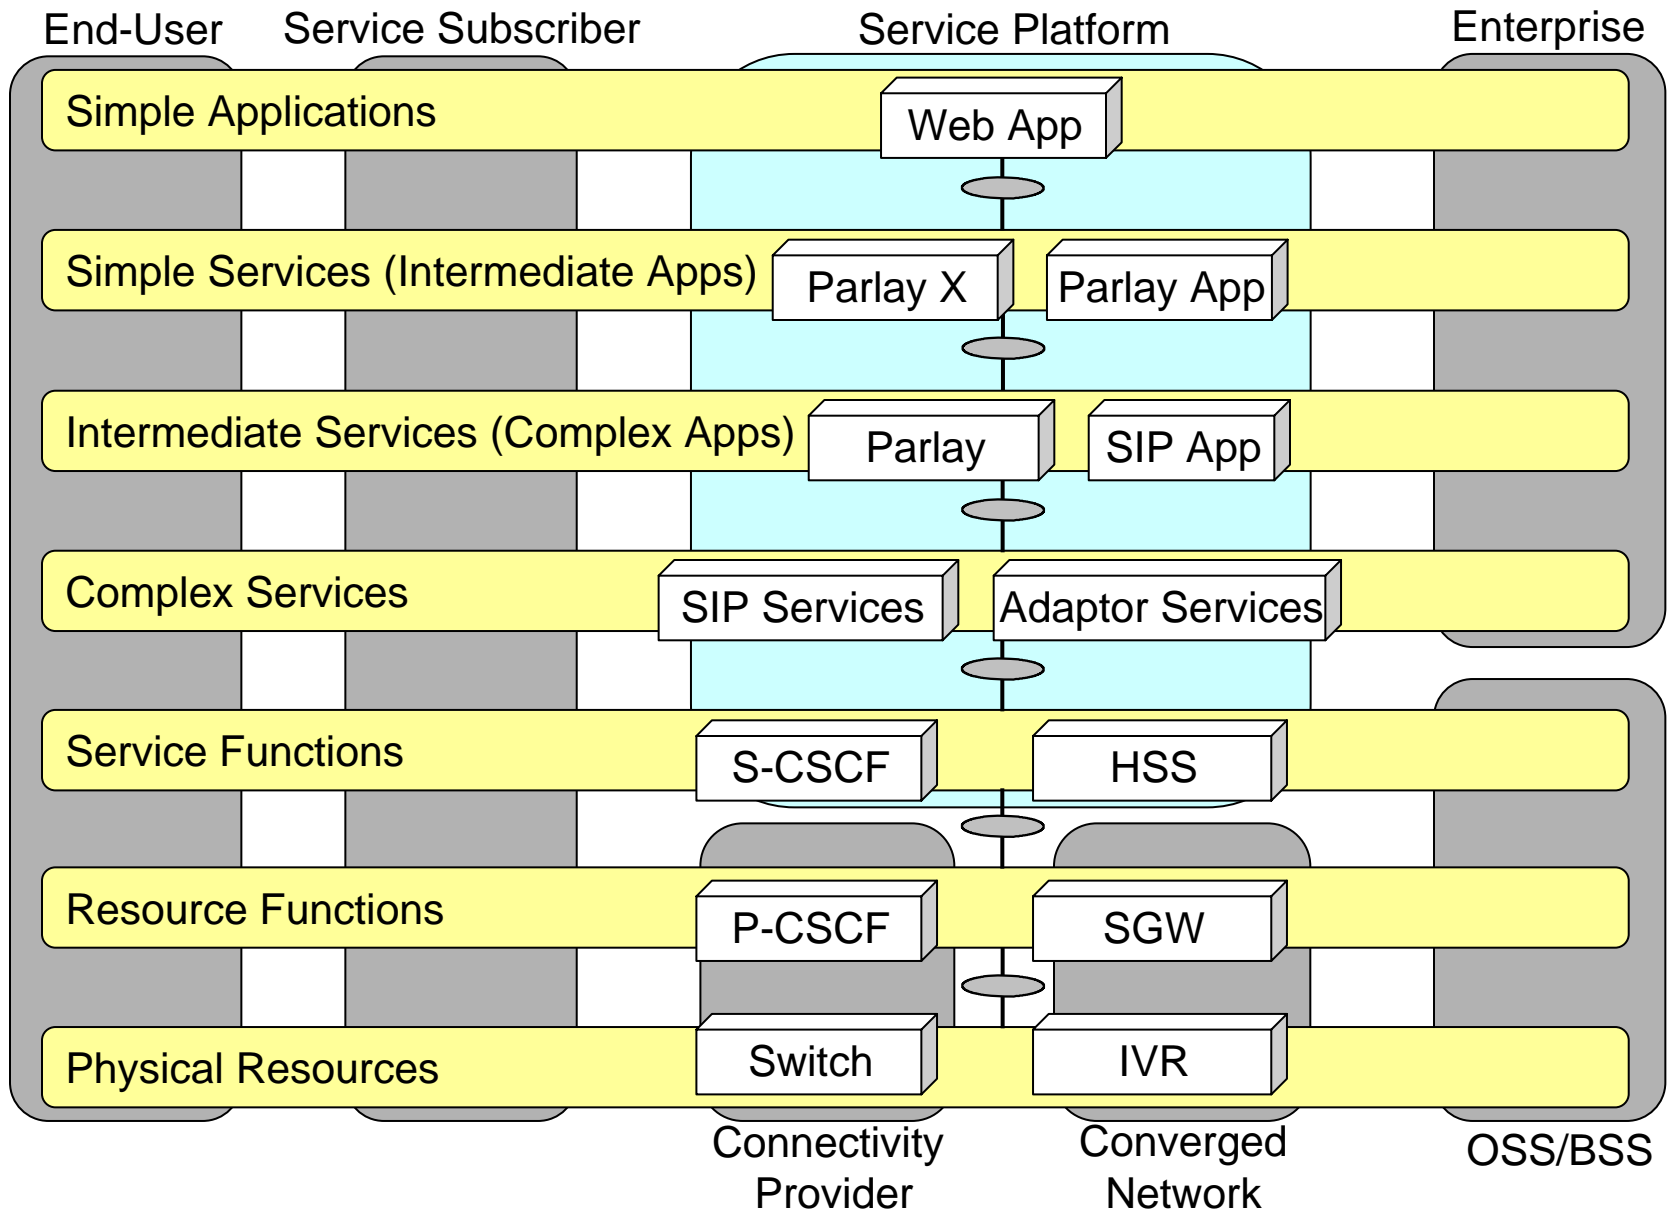 End-User
Service Subscriber
Service Platform
Enterprise
Simple Applications
Web App
Simple Services (Intermediate Apps)
Parlay X
Parlay App
Intermediate Services (Complex Apps)
Parlay
SIP App
Complex Services
SIP Services
Adaptor Services
Service Functions
S-CSCF
HSS
Resource Functions
P-CSCF
SGW
Physical Resources
Switch
IVR
Connectivity
Provider
Converged
Network
OSS/BSS